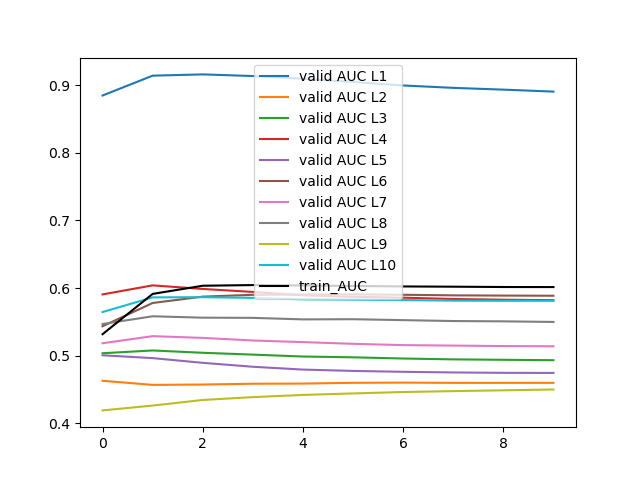 0.9
0.8
0.7
0.6
0.5
0.4
0
2
4
6
8
valid AUC L1
valid AUC L2
valid AUC L3
valid AUC L4
valid AUC L5
valid AUC L6
valid AUC L7
valid AUC L8
valid AUC L9
valid AUC L10
train_AUC